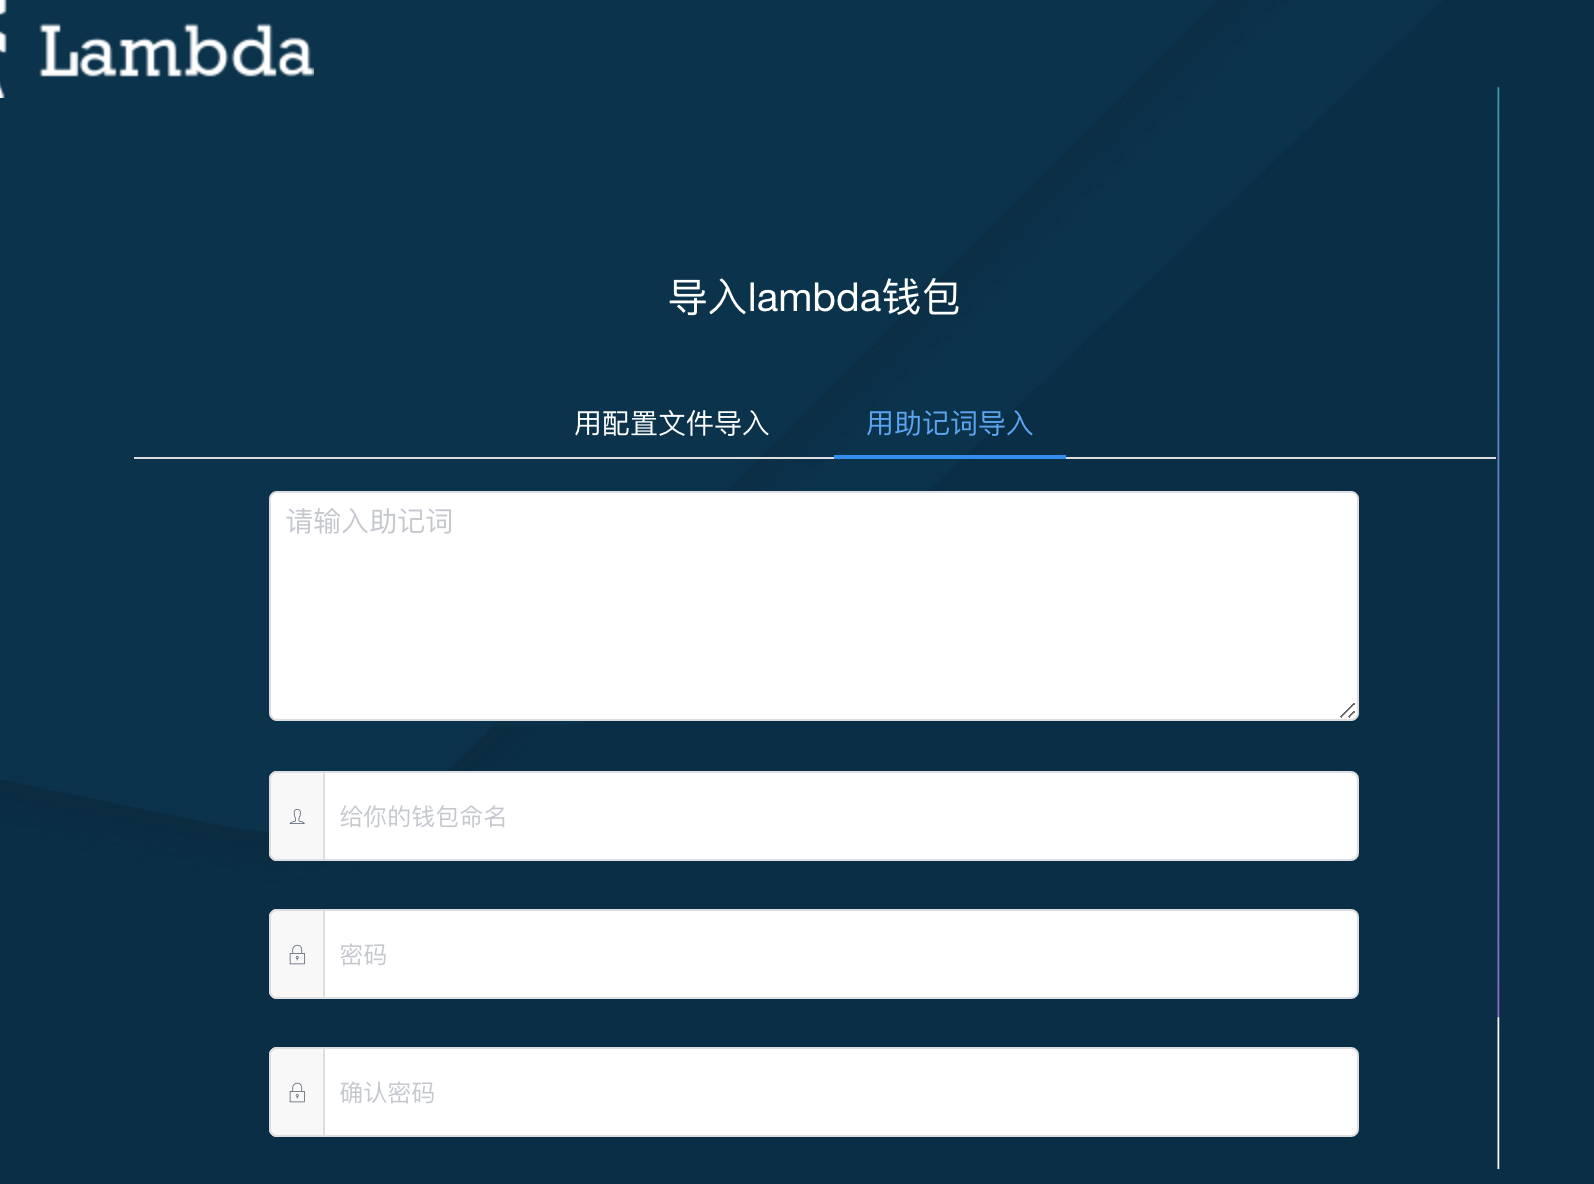 Lambda
导入lambda钱包
用配置文件导入 用助记词导入
请输入助记词
给你的钱包命名
密码
确认密码